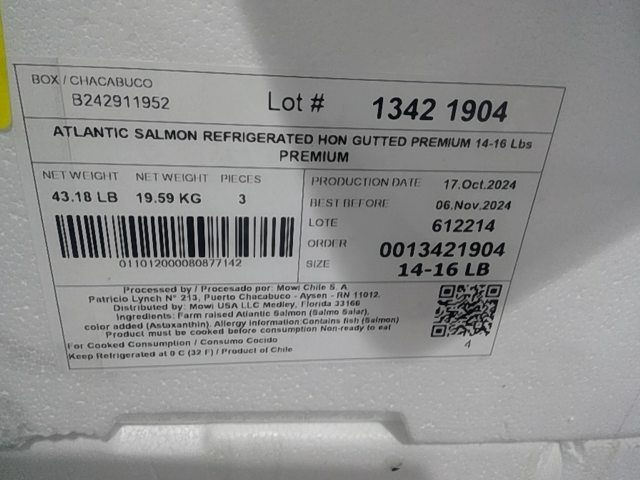 BOX / CHACABUCO
B242911952
Lot # 1342 1904
ATLANTIC SALMON REFRIGERATED HON GUTTED PREMIUM 14-16 Lbs
PREMIUM
NET WEIGHT NET WEIGHT PIECES
43.18 LB 19.59 KG 3
011012000080877142
PRODUCTION DATE 17.Oct.2024
BEST BEFORE 06.Nov.2024
LOTE 612214
ORDER 0013421904
SIZE 14-16 LB
Processed by / Procesado por: Mowi Chile S. A.
Patricio Lynch N° 213, Puerto Chacabuco - Aysen - RN 11012.
Distributed by: Mowi USA LLC Medley, Florida 33166
Ingredients: Farm raised Atlantic Salmon (Salmo Salar),
color added (Astaxanthin). Allergy Information:Contains fish (Salmon)
Product must be cooked before consumption Non-ready to eat
For Cooked Consumption / Consumo Cocido
Keep Refrigerated at 0 C (32 F) / Product of Chile
4